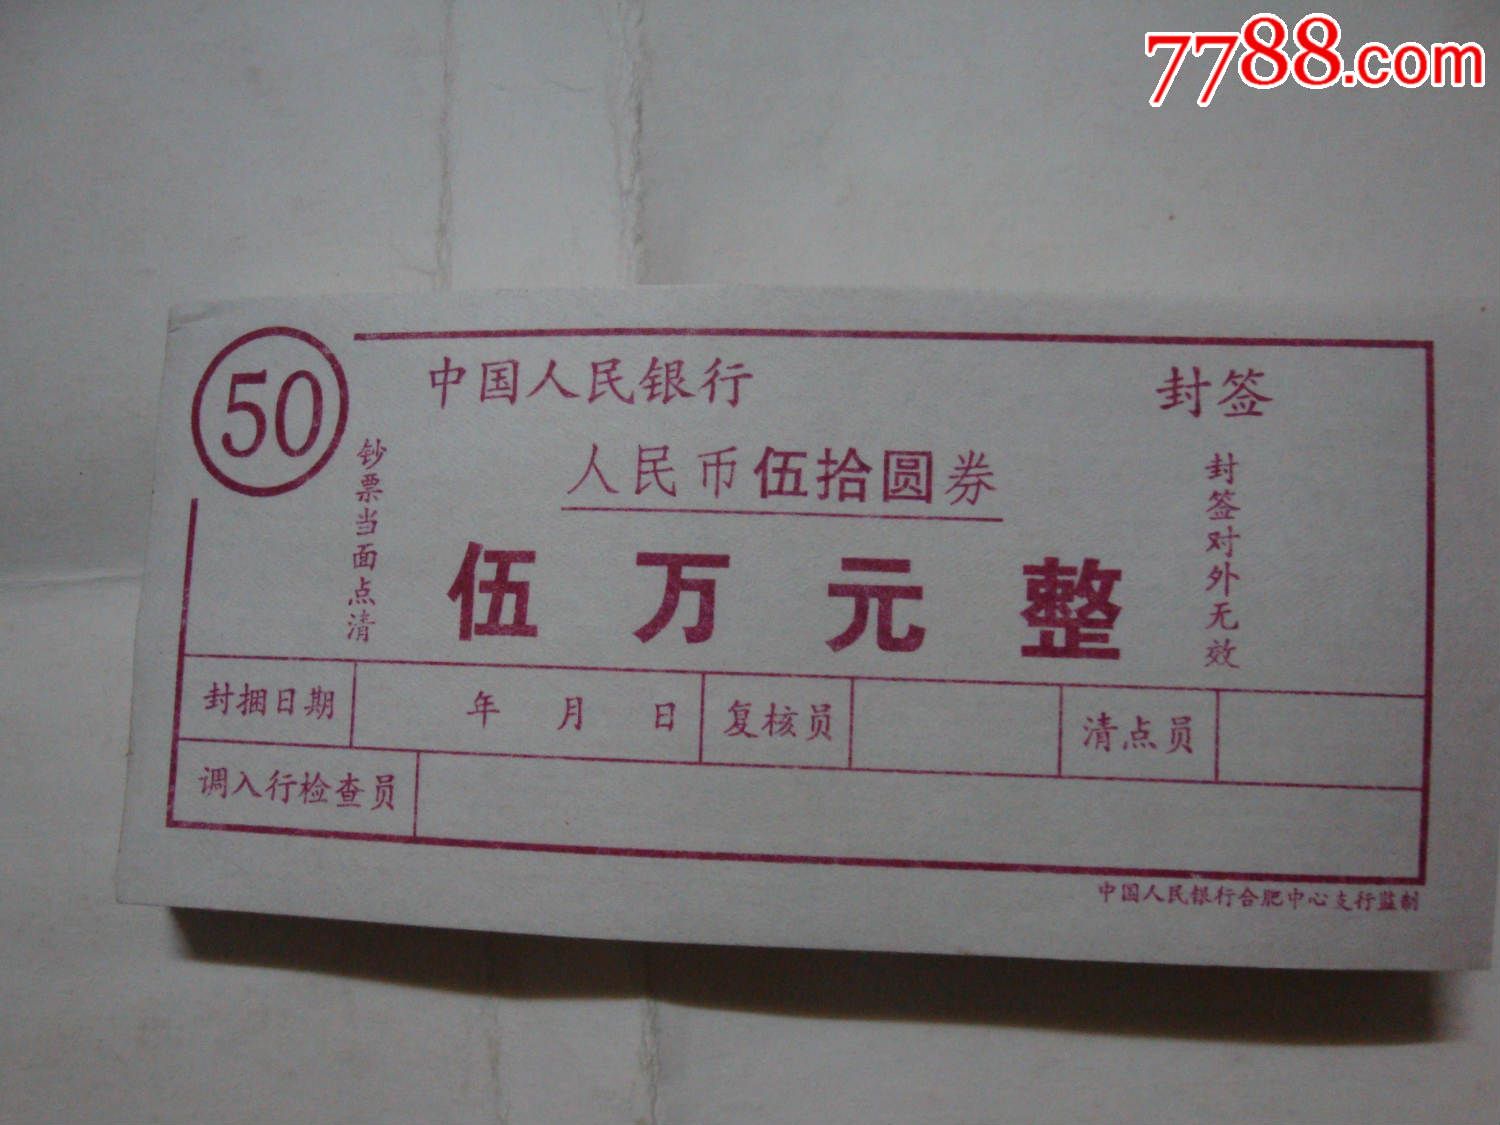 7788.com
50
中国人民银行
封签
人民币伍拾圆券
钞票当面点清
伍万元整
封签对外无效
封捆日期 年 月 日 复核员 清点员
调入行检查员
中国人民银行合肥中心支行监制